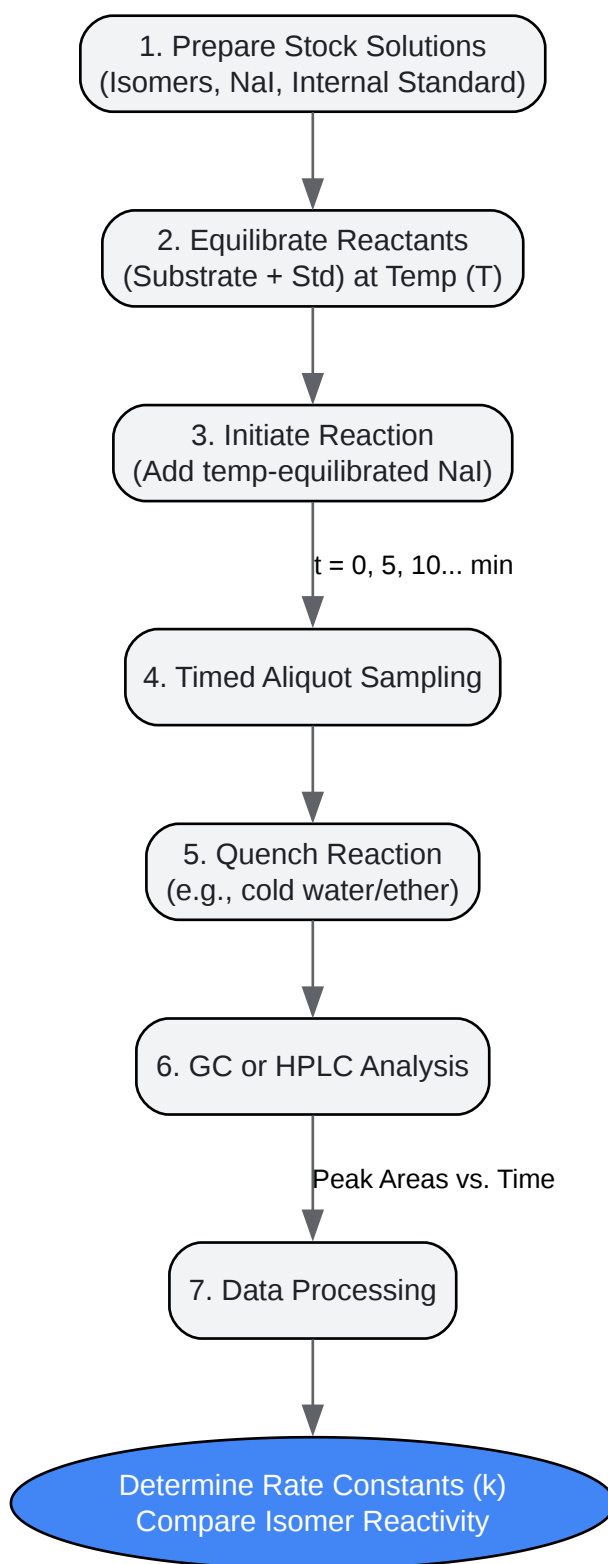 1. Prepare Stock Solutions
(Isomers, NaI, Internal Standard)
2. Equilibrate Reactants
(Substrate + Std) at Temp (T)
3. Initiate Reaction
(Add temp-equilibrated NaI)
t = 0, 5, 10... min
4. Timed Aliquot Sampling
5. Quench Reaction
(e.g., cold water/ether)
6. GC or HPLC Analysis
Peak Areas vs. Time
7. Data Processing
Determine Rate Constants (k)
Compare Isomer Reactivity